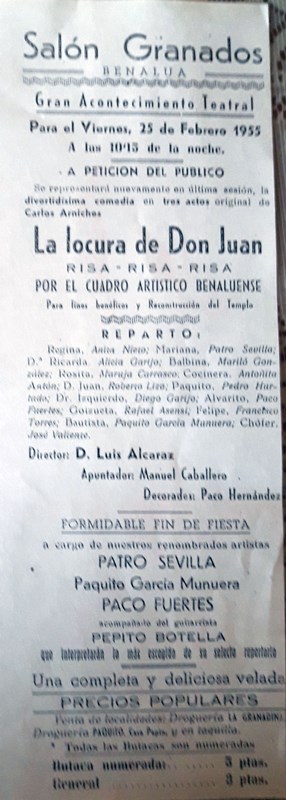 Salón Granados
BENALUA
Gran Acontecimiento Teatral
Para el Viernes, 25 de Febrero 1955
A las 10'15 de la noche.
A PETICION DEL PUBLICO
Se representará nuevamente en última sesión, la
divertidísima comedia en tres actos original de
Carlos Arniches
La locura de Don Juan
RISA - RISA - RISA
POR EL CUADRO ARTISTICO BENALUENSE
Para fines benéficos y Reconstrucción del Templo
REPARTO:
Regina, Anita Nieto; Mariana, Patro Sevilla;
D.ª Ricarda, Alicia Garijo; Balbina, Mariló Gon-
zález; Rosita, Maruja Carrasco; Cocinera, Antoñita
Antón; D. Juan, Roberto Liza; Paquito, Pedro Hur-
tado; Dr. Izquierdo, Diego Garijo; Alvarito, Paco
Fuertes; Goizueta, Rafael Asensi; Felipe, Francisco
Torres; Bautista, Paquito García Munuera; Chófer,
José Valiente.
Director: D. Luis Alcaraz
Apuntador: Manuel Caballero
Decorados: Paco Hernández
FORMIDABLE FIN DE FIESTA
a cargo de nuestros renombrados artistas
PATRO SEVILLA
Paquito García Munuera
PACO FUERTES
acompañados del guitarrista
PEPITO BOTELLA
que interpretarán lo más escogido de su selecto repertorio
Una completa y deliciosa velada
PRECIOS POPULARES
Venta de localidades: Droguería LA GRANADINA
Droguería PAQUITO, Casa Pepis, y en taquilla.
* Todas las Butacas son numeradas
Butaca numerada: . . . . . 5 ptas.
General . . . . . . . 3 ptas.